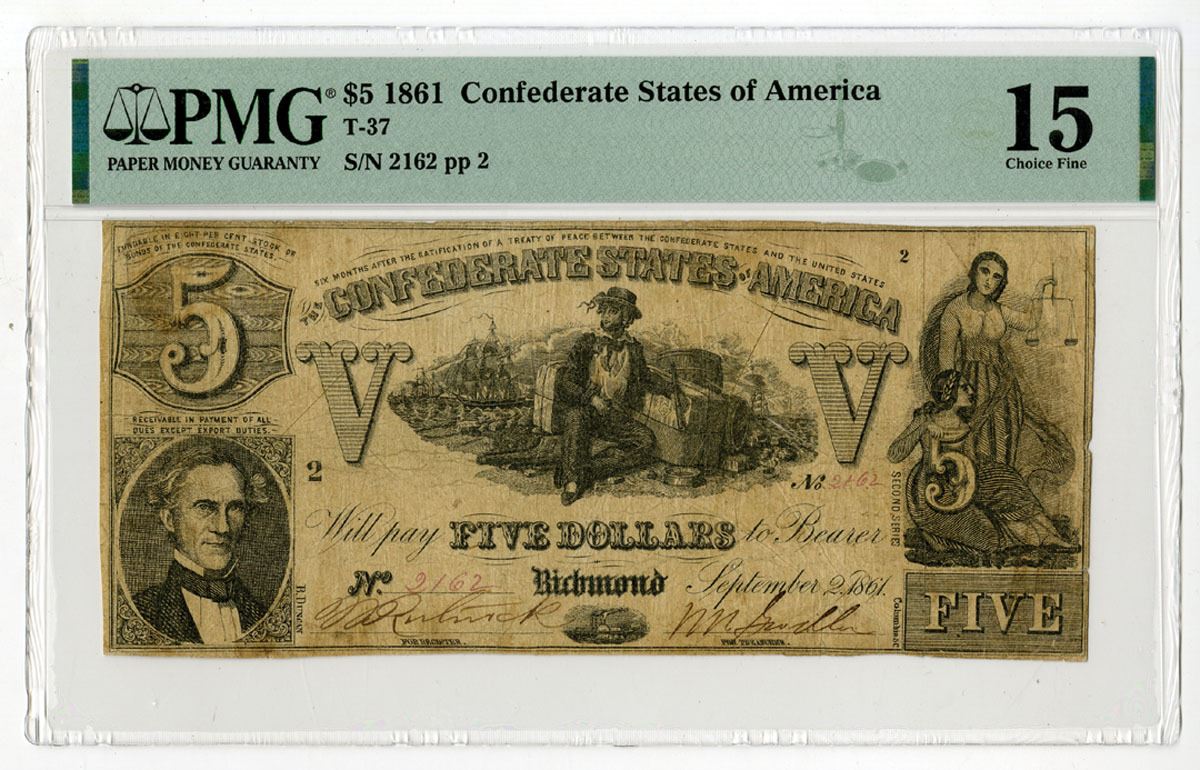 PMG® $5 1861 Confederate States of America
T-37
PAPER MONEY GUARANTY S/N 2162 pp 2
15
Choice Fine
FUNDABLE IN EIGHT PER CENT STOCK OR
BONDS OF THE CONFEDERATE STATES.
SIX MONTHS AFTER THE RATIFICATION OF A TREATY OF PEACE BETWEEN THE CONFEDERATE STATES AND THE UNITED STATES
2
THE CONFEDERATE STATES OF AMERICA
5
V V
RECEIVABLE IN PAYMENT OF ALL
DUES EXCEPT EXPORT DUTIES.
2
No 2162
5
SECOND SERIES
Will pay FIVE DOLLARS to Bearer
No. 2162 Richmond September 2, 1861.
FOR REGISTER. FOR TREASURER.
B. DUNCAN
Columbia S.C.
FIVE